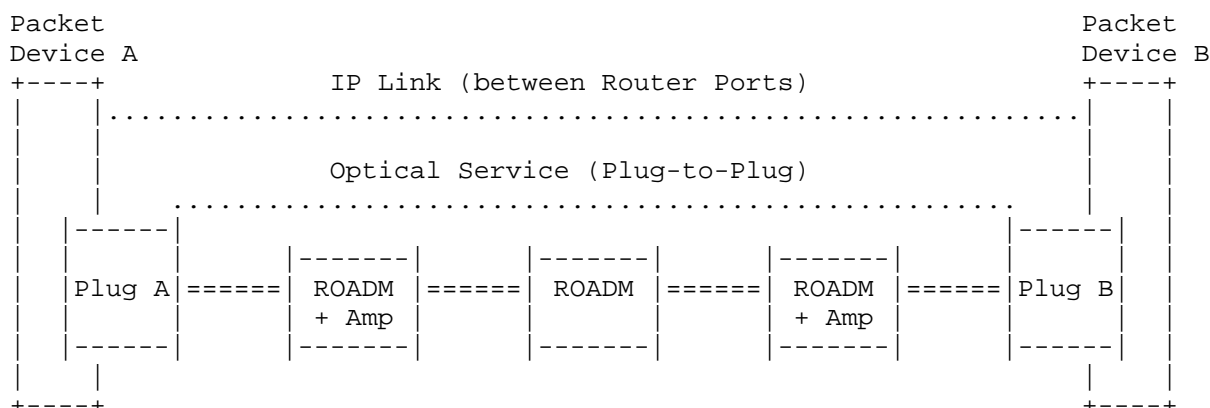 Packet Packet
Device A Device B
IP Link (between Router Ports)
Optical Service (Plug-to-Plug)
Plug A ROADM ROADM ROADM Plug B
+ Amp + Amp